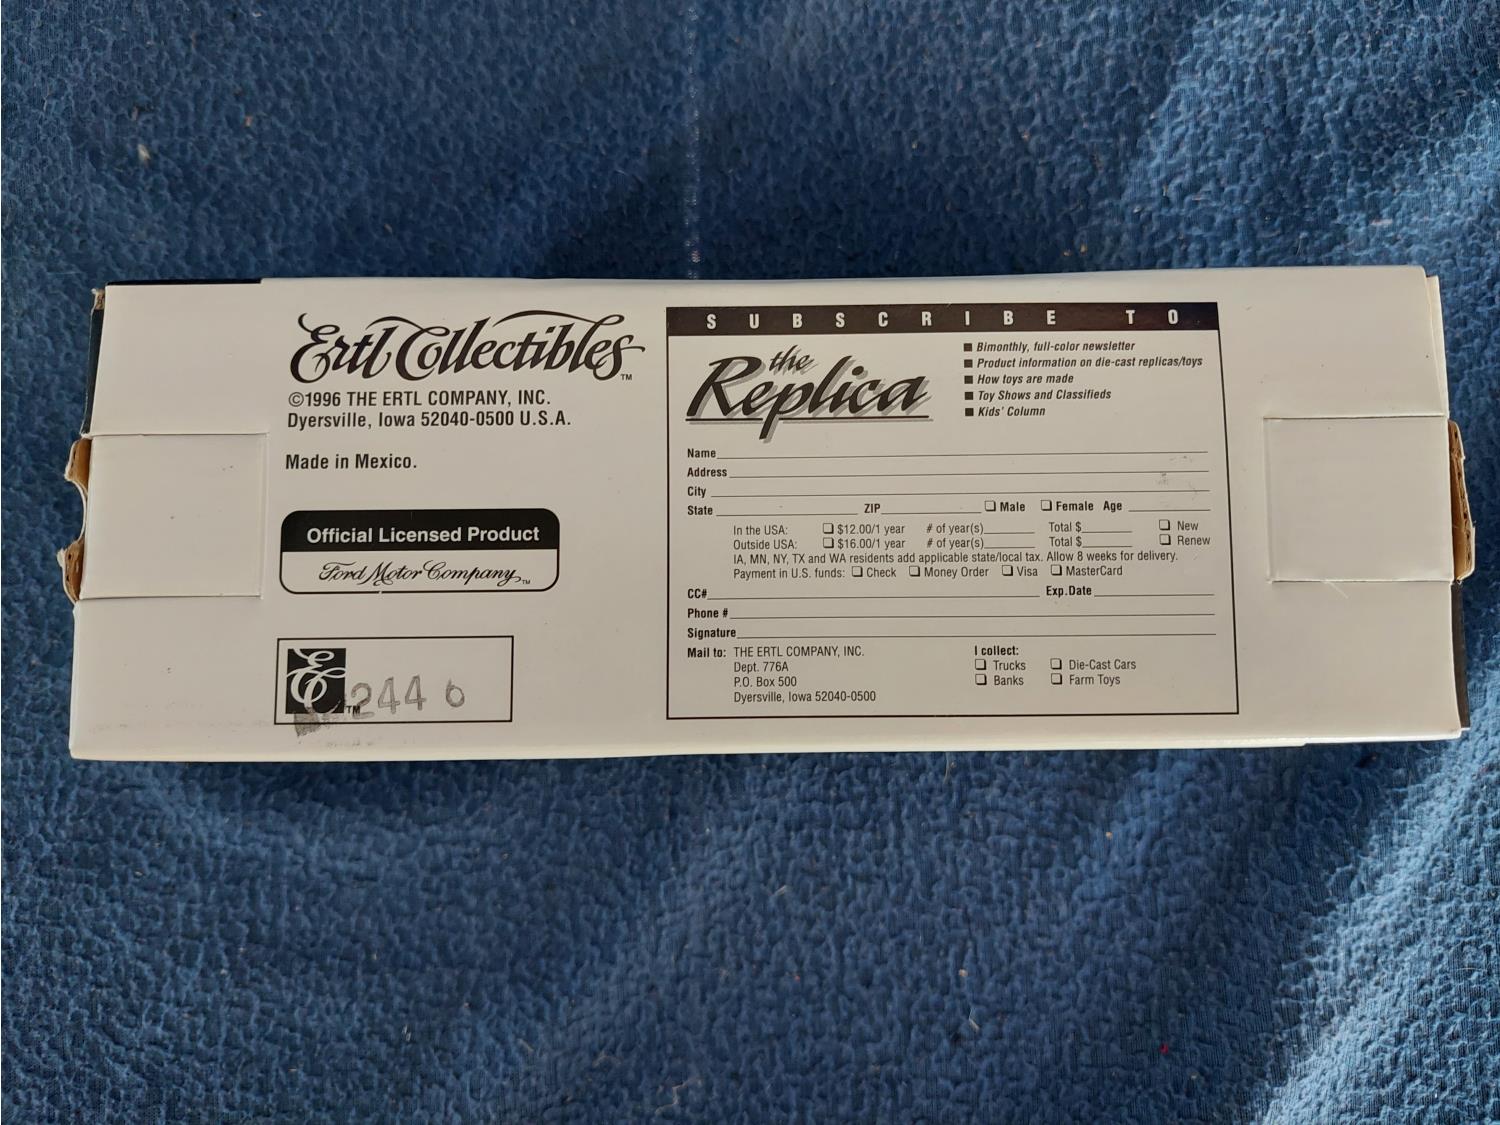 Ertl Collectibles™
©1996 THE ERTL COMPANY, INC.
Dyersville, Iowa 52040-0500 U.S.A.
Made in Mexico.
Official Licensed Product
Ford Motor Company™
™ 2446
SUBSCRIBE TO
the
Replica
■ Bimonthly, full-color newsletter
■ Product information on die-cast replicas/toys
■ How toys are made
■ Toy Shows and Classifieds
■ Kids' Column
Name
Address
City
State ZIP ❏ Male ❏ Female Age
In the USA: ❏ $12.00/1 year # of year(s) Total $ ❏ New
Outside USA: ❏ $16.00/1 year # of year(s) Total $ ❏ Renew
IA, MN, NY, TX and WA residents add applicable state/local tax. Allow 8 weeks for delivery.
Payment in U.S. funds: ❏ Check ❏ Money Order ❏ Visa ❏ MasterCard
CC# Exp.Date
Phone #
Signature
Mail to: THE ERTL COMPANY, INC.
Dept. 776A
P.O. Box 500
Dyersville, Iowa 52040-0500
I collect:
❏ Trucks ❏ Die-Cast Cars
❏ Banks ❏ Farm Toys